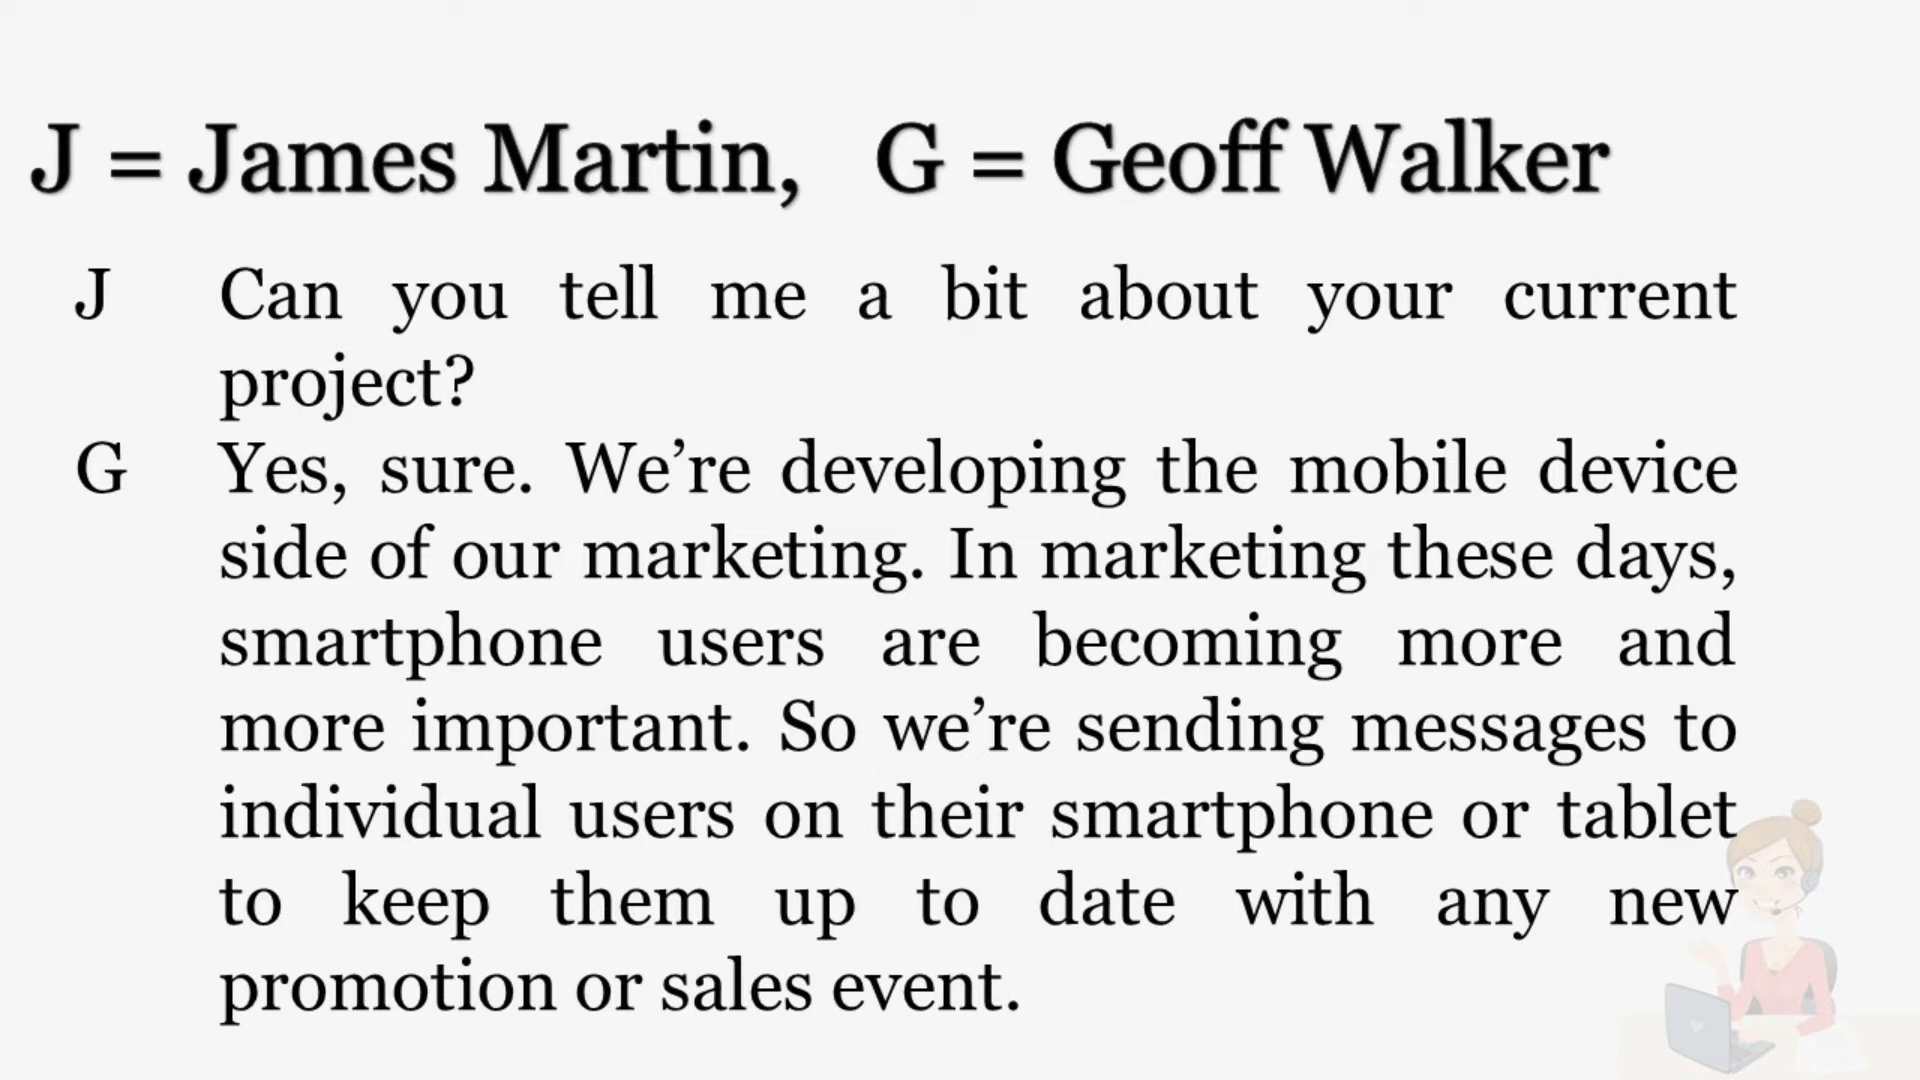 J = James Martin, G = Geoff Walker
J Can you tell me a bit about your current
project?
G Yes, sure. We’re developing the mobile device
side of our marketing. In marketing these days,
smartphone users are becoming more and
more important. So we’re sending messages to
individual users on their smartphone or tablet
to keep them up to date with any new
promotion or sales event.